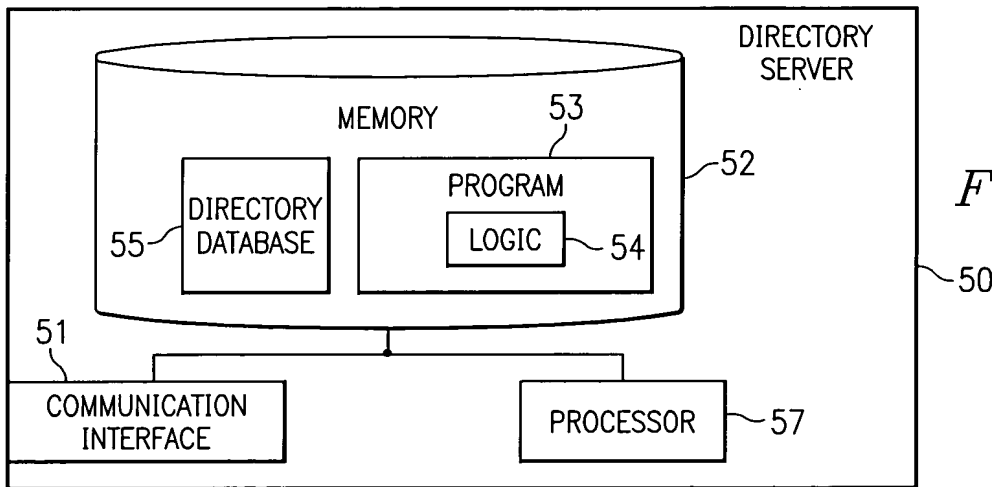 DIRECTORY
SERVER
MEMORY
53
52
PROGRAM
DIRECTORY
DATABASE
LOGIC
55
54
F
50
51
COMMUNICATION
INTERFACE
PROCESSOR
57